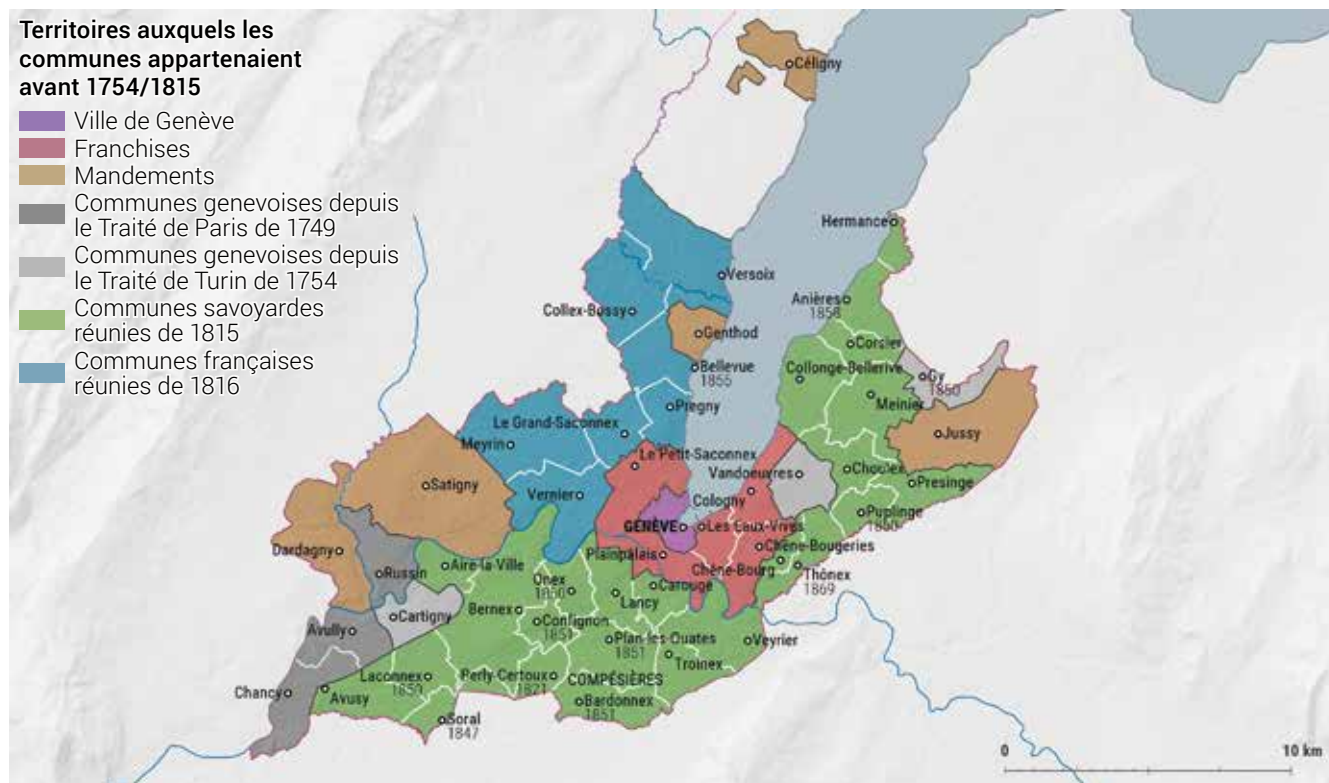 Territoires auxquels les
communes appartenaient
avant 1754/1815
Ville de Genève
Franchises
Mandements
Communes genevoises depuis
le Traité de Paris de 1749
Communes genevoises depuis
le Traité de Turin de 1754
Communes savoyardes
réunies de 1815
Communes françaises
réunies de 1816
Céligny
Hermance
Versoix
Anières
1858
Collex-Bossy
Genthod
Corsier
Bellevue
1855
Collonge-Bellerive
Gy
1850
Meinier
Pregny
Le Grand-Saconnex
Meyrin
Jussy
Le Petit-Saconnex
Vandoeuvres
Choulex
Presinge
Satigny
Vernier
Cologny
Puplinge
1850
GENÈVE
Les Eaux-Vives
Plainpalais
Chêne-Bougeries
Dardagny
Russin
Aire-la-Ville
Chêne-Bourg
Thônex
1869
Onex
1850
Carouge
Lancy
Cartigny
Bernex
Confignon
1851
Avully
Plan-les-Ouates
1851
Veyrier
Troinex
Laconnex
1850
Perly-Certoux
1821
COMPÉSIÈRES
Chancy
Avusy
Bardonnex
1851
Soral
1847
0
10 km